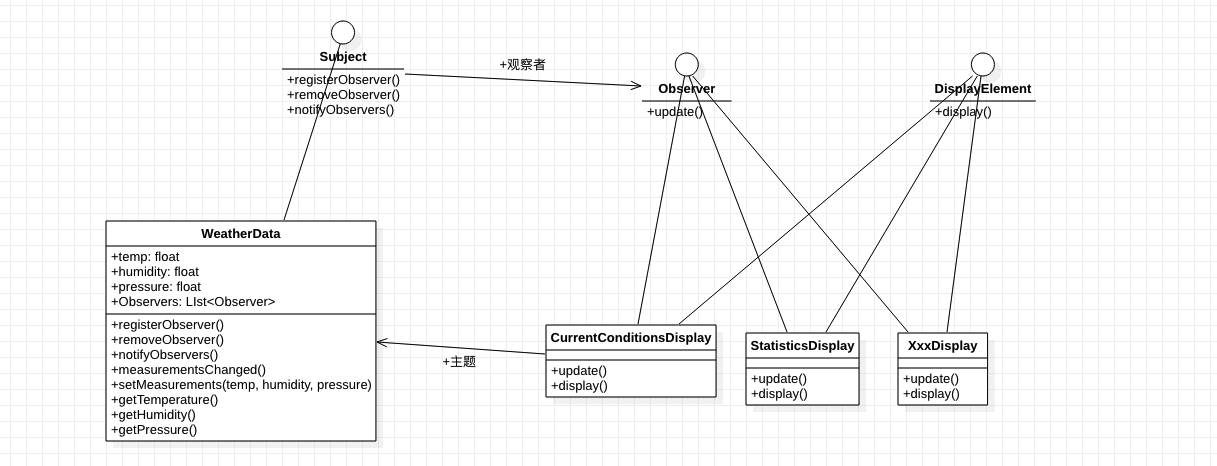 Subject
+registerObserver()
+removeObserver()
+notifyObservers()
+观察者
Observer
+update()
DisplayElement
+display()
WeatherData
+temp: float
+humidity: float
+pressure: float
+Observers: LIst<Observer>
+registerObserver()
+removeObserver()
+notifyObservers()
+measurementsChanged()
+setMeasurements(temp, humidity, pressure)
+getTemperature()
+getHumidity()
+getPressure()
+主题
CurrentConditionsDisplay
+update()
+display()
StatisticsDisplay
+update()
+display()
XxxDisplay
+update()
+display()